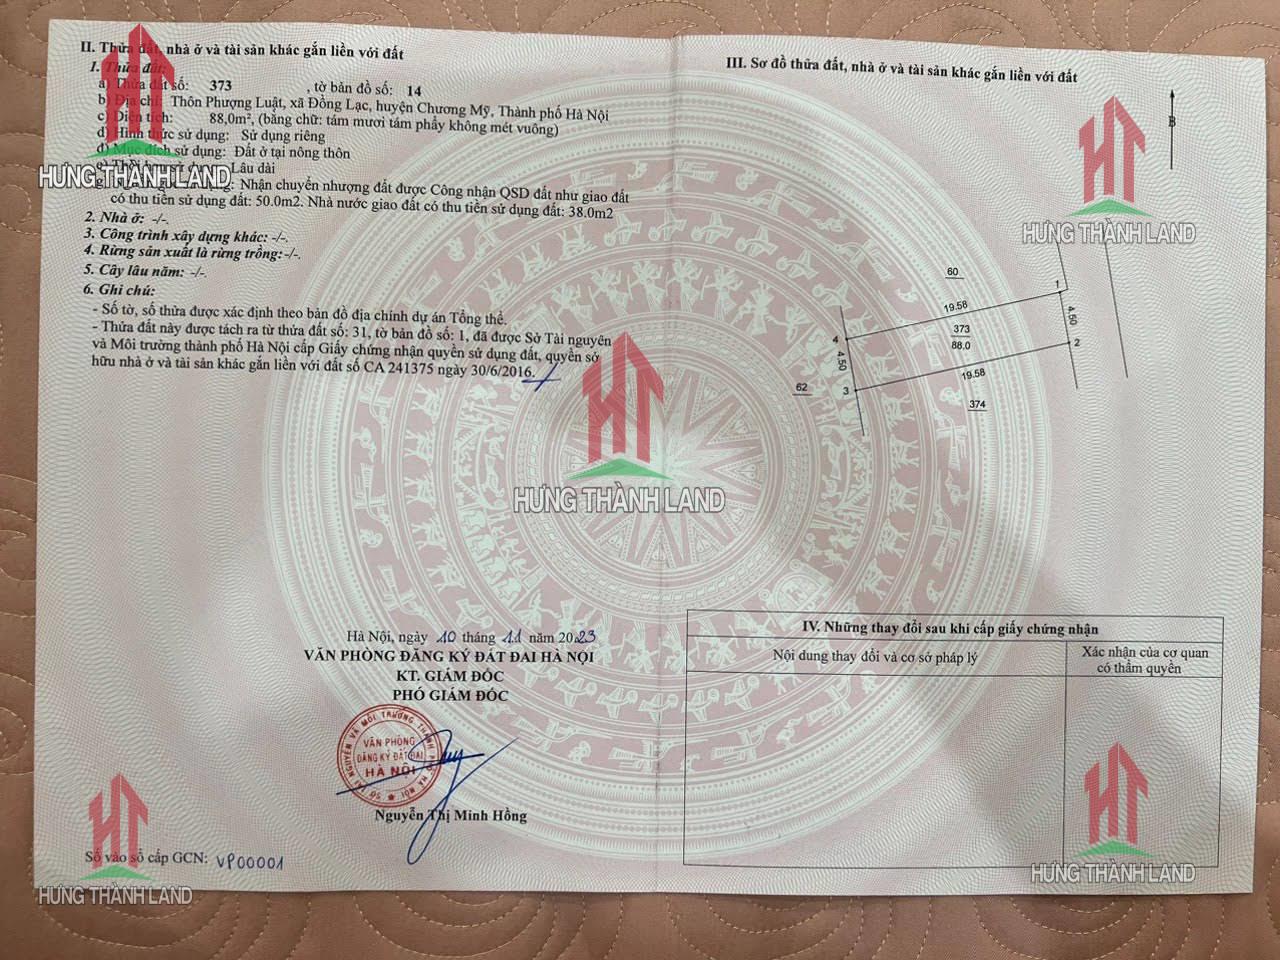 II. Thửa đất, nhà ở và tài sản khác gắn liền với đất
1. Thửa đất:
a) Thửa đất số: 373 , tờ bản đồ số: 14
b) Địa chỉ: Thôn Phượng Luật, xã Đồng Lạc, huyện Chương Mỹ, Thành phố Hà Nội
c) Diện tích: 88,0m², (bằng chữ: tám mươi tám phẩy không mét vuông)
d) Hình thức sử dụng: Sử dụng riêng
đ) Mục đích sử dụng: Đất ở tại nông thôn
e) Thời hạn sử dụng: Lâu dài
HƯNG THÀNH LAND
dụng: Nhận chuyển nhượng đất được Công nhận QSD đất như giao đất
có thu tiền sử dụng đất: 50.0m2. Nhà nước giao đất có thu tiền sử dụng đất: 38.0m2
2. Nhà ở: -/-.
3. Công trình xây dựng khác: -/-.
4. Rừng sản xuất là rừng trồng:-/-.
5. Cây lâu năm: -/-.
6. Ghi chú:
- Số tờ, số thửa được xác định theo bản đồ địa chính dự án Tổng thể.
- Thửa đất này được tách ra từ thửa đất số: 31, tờ bản đồ số: 1, đã được Sở Tài nguyên
và Môi trường thành phố Hà Nội cấp Giấy chứng nhận quyền sử dụng đất, quyền sở
hữu nhà ở và tài sản khác gắn liền với đất số CA 241375 ngày 30/6/2016.
HƯNG THÀNH LAND
Hà Nội, ngày 10 tháng 11 năm 2023
VĂN PHÒNG ĐĂNG KÝ ĐẤT ĐAI HÀ NỘI
KT. GIÁM ĐỐC
PHÓ GIÁM ĐỐC
SỞ TÀI NGUYÊN VÀ MÔI TRƯỜNG THÀNH PHỐ HÀ NỘI
VĂN PHÒNG
ĐĂNG KÝ ĐẤT ĐAI
HÀ NỘI
Nguyễn Thị Minh Hồng
Số vào sổ cấp GCN: VP00001
HƯNG THÀNH LAND
III. Sơ đồ thửa đất, nhà ở và tài sản khác gắn liền với đất
B
HƯNG THÀNH LAND
60
1
19.58
4.50
373
88.0
4
2
4.50
19.58
3
62
374
IV. Những thay đổi sau khi cấp giấy chứng nhận
Nội dung thay đổi và cơ sở pháp lý
Xác nhận của cơ quan
có thẩm quyền
HƯNG THÀNH LAND